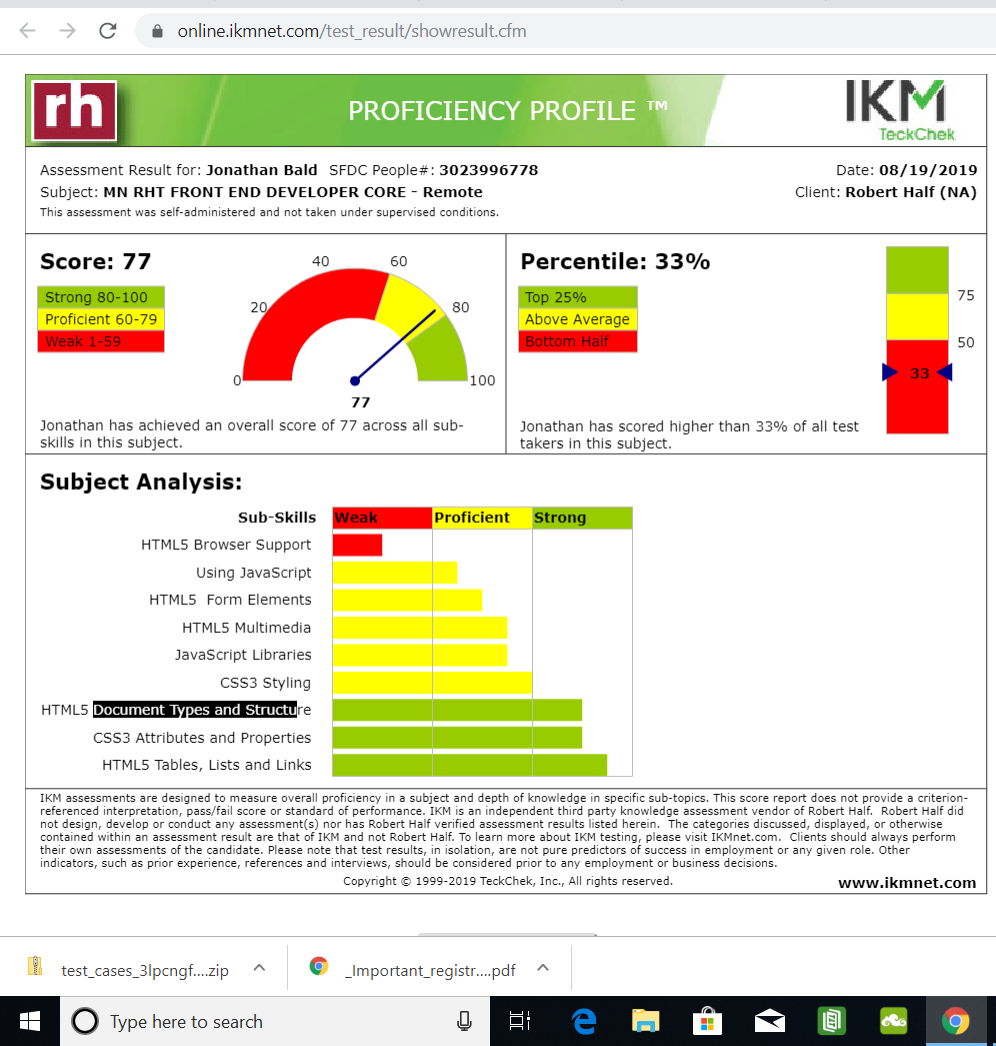 online.ikmnet.com/test_result/showresult.cfm
rh
PROFICIENCY PROFILE ™
IKM
TeckChek
Assessment Result for: Jonathan Bald SFDC People#: 3023996778
Date: 08/19/2019
Subject: MN RHT FRONT END DEVELOPER CORE - Remote
Client: Robert Half (NA)
This assessment was self-administered and not taken under supervised conditions.
Score: 77
Strong 80-100
Proficient 60-79
Weak 1-59
0
20
40
60
80
100
77
Jonathan has achieved an overall score of 77 across all sub-
skills in this subject.
Percentile: 33%
Top 25%
Above Average
Bottom Half
75
50
33
Jonathan has scored higher than 33% of all test
takers in this subject.
Subject Analysis:
Sub-Skills Weak Proficient Strong
HTML5 Browser Support
Using JavaScript
HTML5 Form Elements
HTML5 Multimedia
JavaScript Libraries
CSS3 Styling
HTML5 Document Types and Structure
CSS3 Attributes and Properties
HTML5 Tables, Lists and Links
IKM assessments are designed to measure overall proficiency in a subject and depth of knowledge in specific sub-topics. This score report does not provide a criterion-
referenced interpretation, pass/fail score or standard of performance. IKM is an independent third party knowledge assessment vendor of Robert Half. Robert Half did
not design, develop or conduct any assessment(s) nor has Robert Half verified assessment results listed herein. The categories discussed, displayed, or otherwise
contained within an assessment result are that of IKM and not Robert Half. To learn more about IKM testing, please visit IKMnet.com. Clients should always perform
their own assessments of the candidate. Please note that test results, in isolation, are not pure predictors of success in employment or any given role. Other
indicators, such as prior experience, references and interviews, should be considered prior to any employment or business decisions.
Copyright © 1999-2019 TeckChek, Inc., All rights reserved.
www.ikmnet.com
test_cases_3lpcngf....zip
_Important_registr....pdf
Type here to search